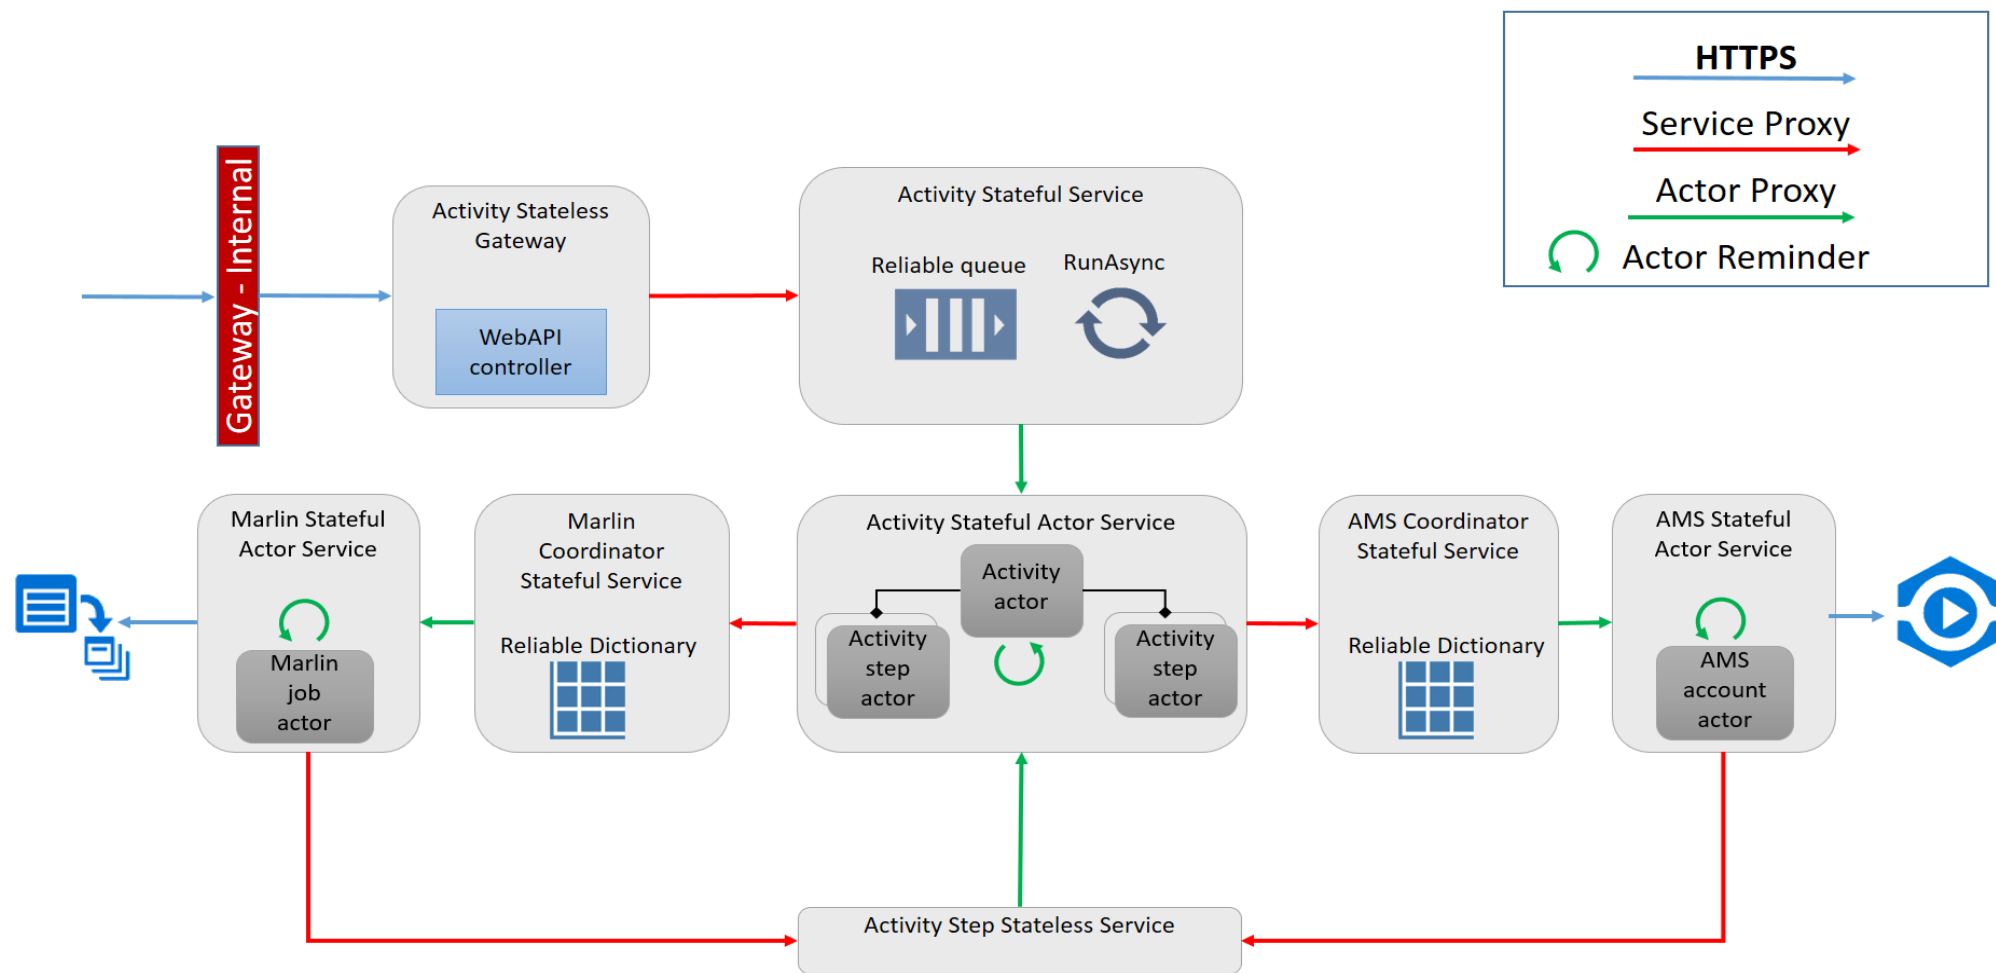 HTTPS
Service Proxy
Actor Proxy
Actor Reminder
Gateway - Internal
Activity Stateless
Gateway
WebAPI
controller
Activity Stateful Service
Reliable queue
RunAsync
Marlin Stateful
Actor Service
Marlin
job
actor
Marlin
Coordinator
Stateful Service
Reliable Dictionary
Activity Stateful Actor Service
Activity
actor
Activity
step
actor
Activity
step
actor
AMS Coordinator
Stateful Service
Reliable Dictionary
AMS Stateful
Actor Service
AMS
account
actor
Activity Step Stateless Service